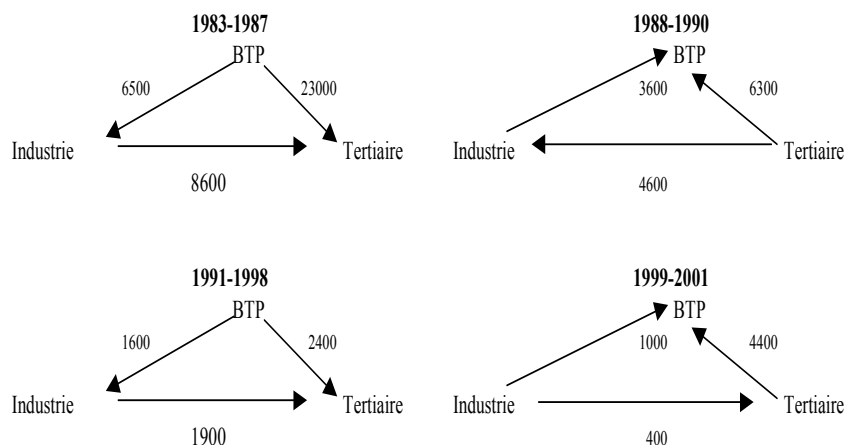 1983-1987
BTP
6500
23000
Industrie
Tertiaire
8600
1988-1990
BTP
3600
6300
Industrie
Tertiaire
4600
1991-1998
BTP
1600
2400
Industrie
Tertiaire
1900
1999-2001
BTP
1000
4400
Industrie
Tertiaire
400